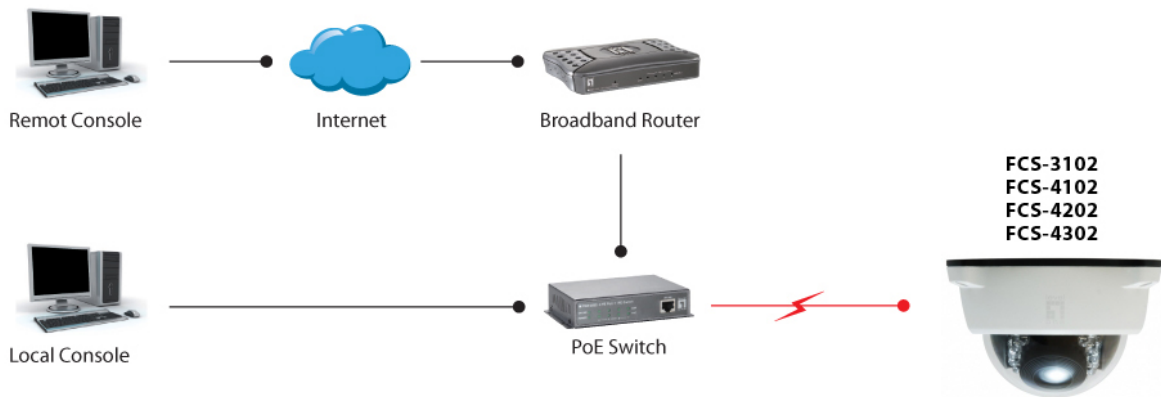 Remot Console
Internet
Broadband Router
FCS-3102
FCS-4102
FCS-4202
FCS-4302
Local Console
PoE Switch